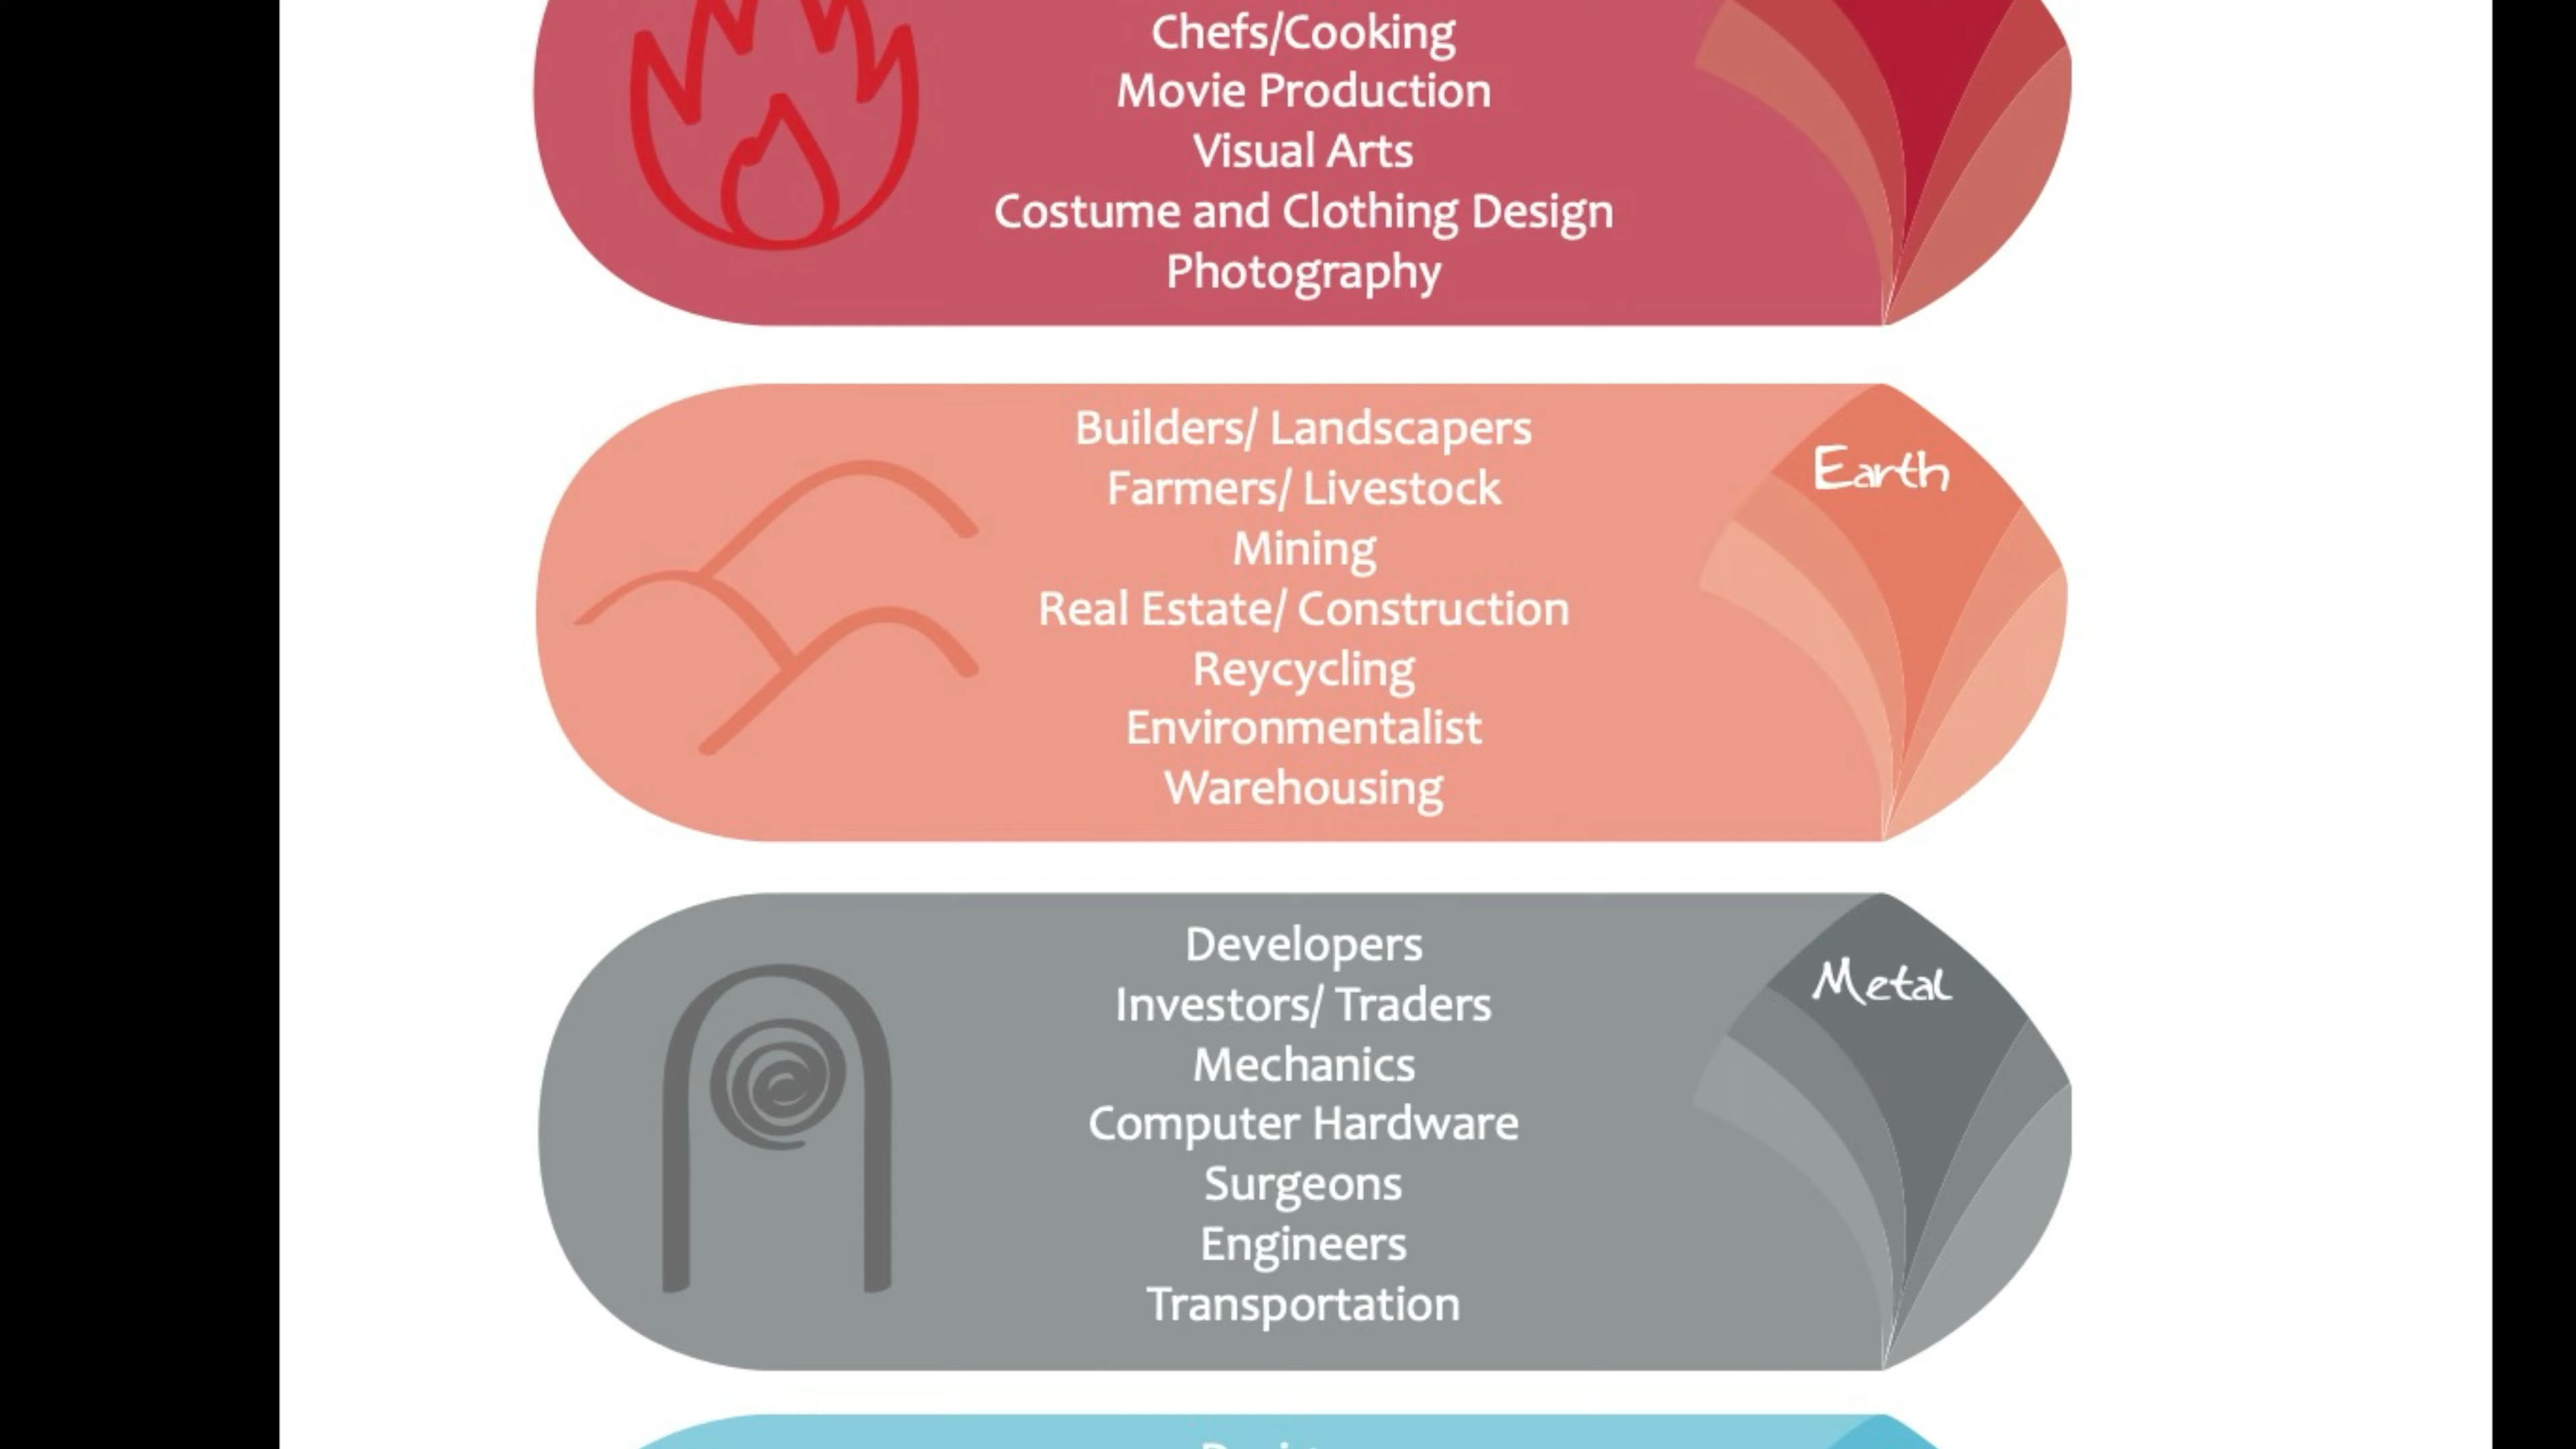 Chefs/Cooking
Movie Production
Visual Arts
Costume and Clothing Design
Photography
Builders/ Landscapers
Farmers/ Livestock
Mining
Real Estate/ Construction
Reycycling
Environmentalist
Warehousing
Earth
Developers
Investors/ Traders
Mechanics
Computer Hardware
Surgeons
Engineers
Transportation
Metal